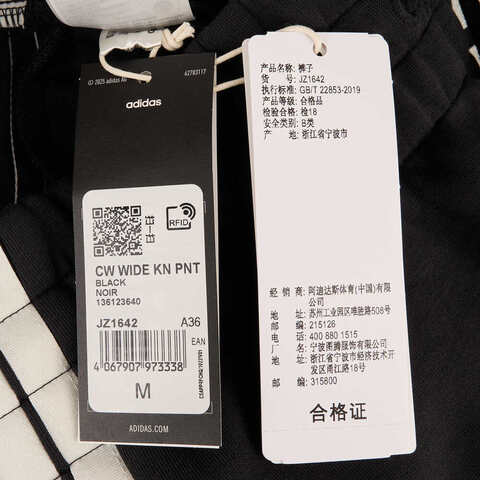 © 2025 adidas AG
62783117
adidas
RFID
CW WIDE KN PNT
BLACK
NOIR
136123640
JZ1642 A36
EAN
4 067907 973338
M
ADIDAS.COM
产品名称: 裤子
货 号: JZ1642
执行标准: GB/T 22853-2019
产品等级: 合格品
检验合格: 检18
安全类别: B类
产 地: 浙江省宁波市
经 销 商: 阿迪达斯体育(中国)有限
公司
地 址: 苏州工业园区唯胜路508号
邮 编: 215126
电 话: 400 880 1515
厂 名: 宁波图腾服饰有限公司
厂 址: 浙江省宁波市经济技术开
发区甬江南路18号
邮 编: 315800
合格证